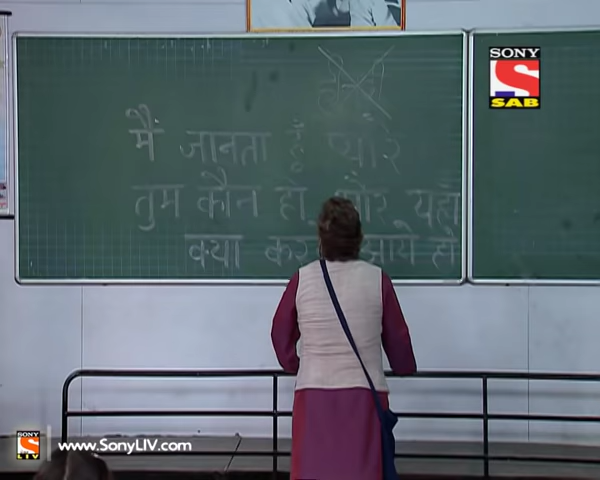 SONY
SAB
मै जानता हूँ प्यारे
तुम कौन हो और यहाँ
क्या करने आये हो
SONY
LIV
www.SonyLIV.com